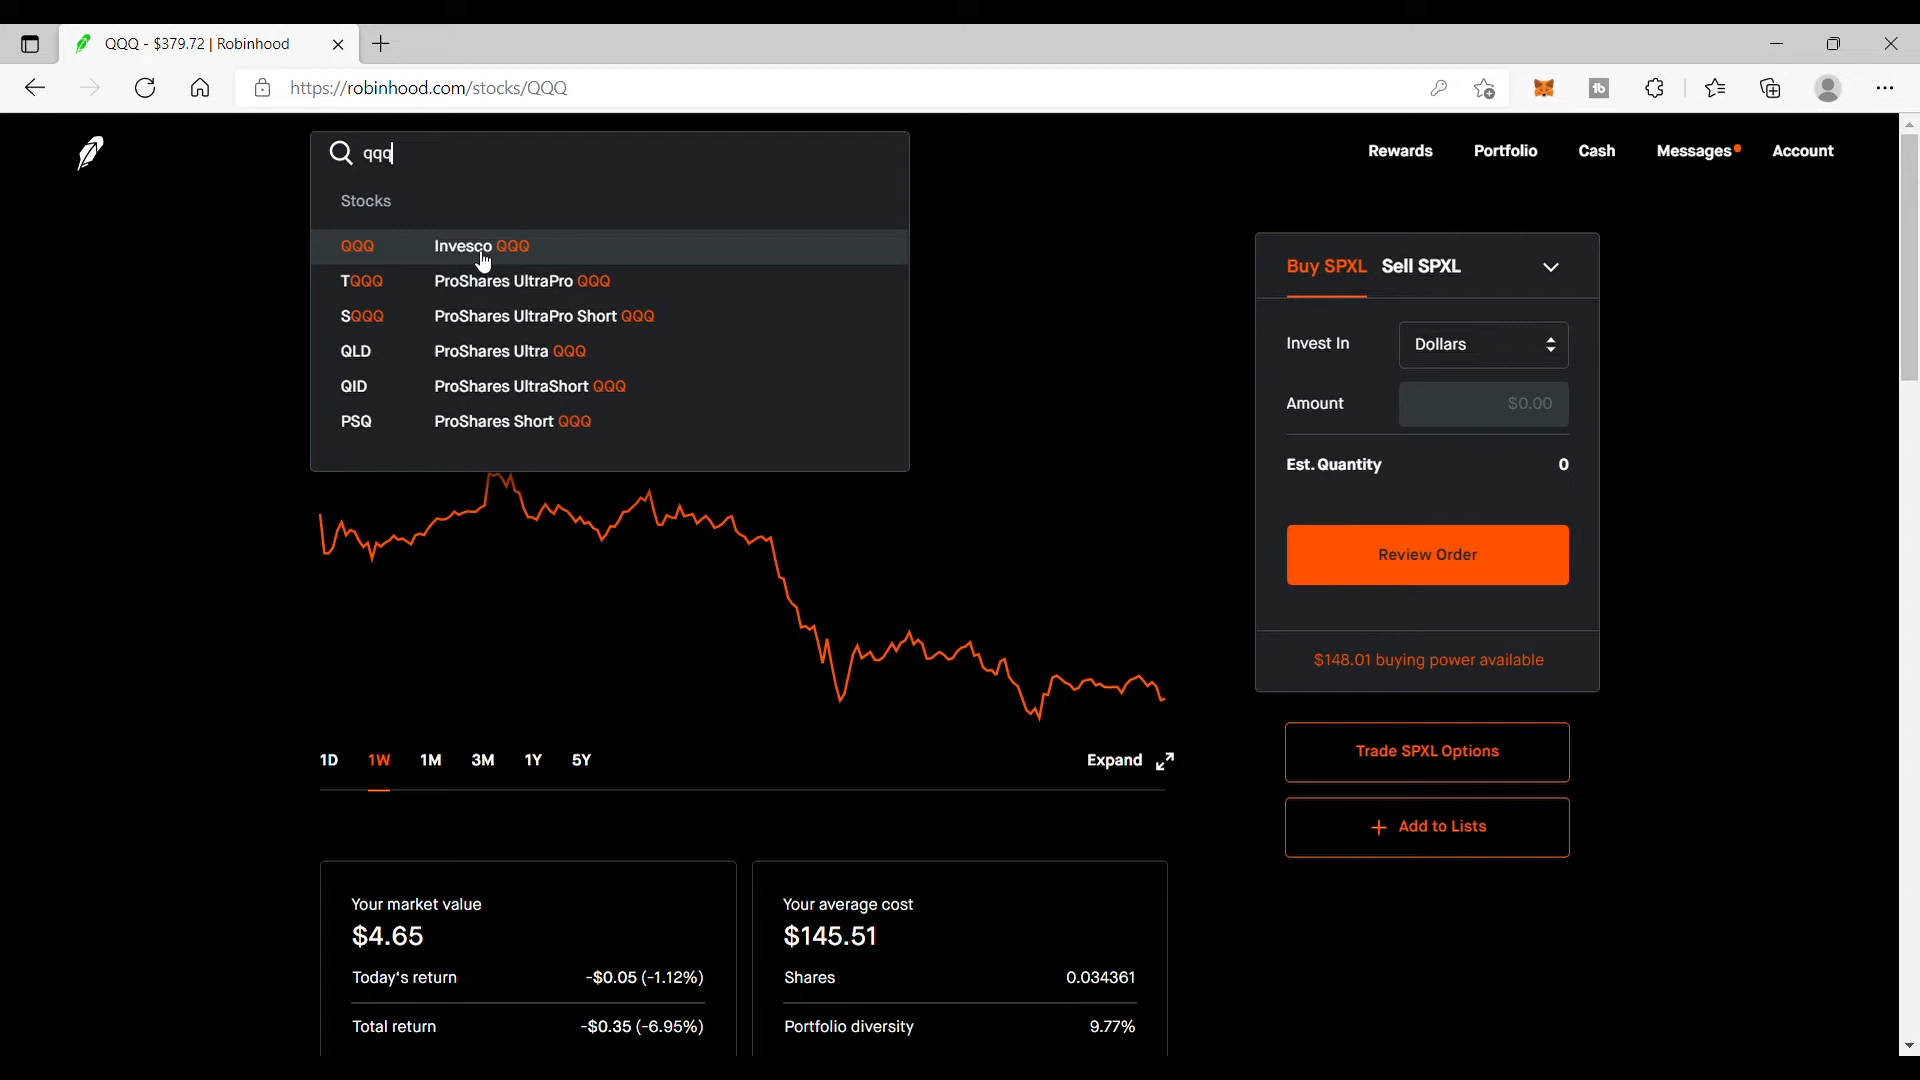 QQQ - $379.72 | Robinhood
https://robinhood.com/stocks/QQQ
qqq
Rewards Portfolio Cash Messages Account
Stocks
QQQ Invesco QQQ
TQQQ ProShares UltraPro QQQ
SQQQ ProShares UltraPro Short QQQ
QLD ProShares Ultra QQQ
QID ProShares UltraShort QQQ
PSQ ProShares Short QQQ
Buy SPXL Sell SPXL
Invest In Dollars
Amount $0.00
Est. Quantity 0
Review Order
$148.01 buying power available
1D 1W 1M 3M 1Y 5Y Expand
Trade SPXL Options
+ Add to Lists
Your market value
$4.65
Today's return -$0.05 (-1.12%)
Total return -$0.35 (-6.95%)
Your average cost
$145.51
Shares 0.034361
Portfolio diversity 9.77%